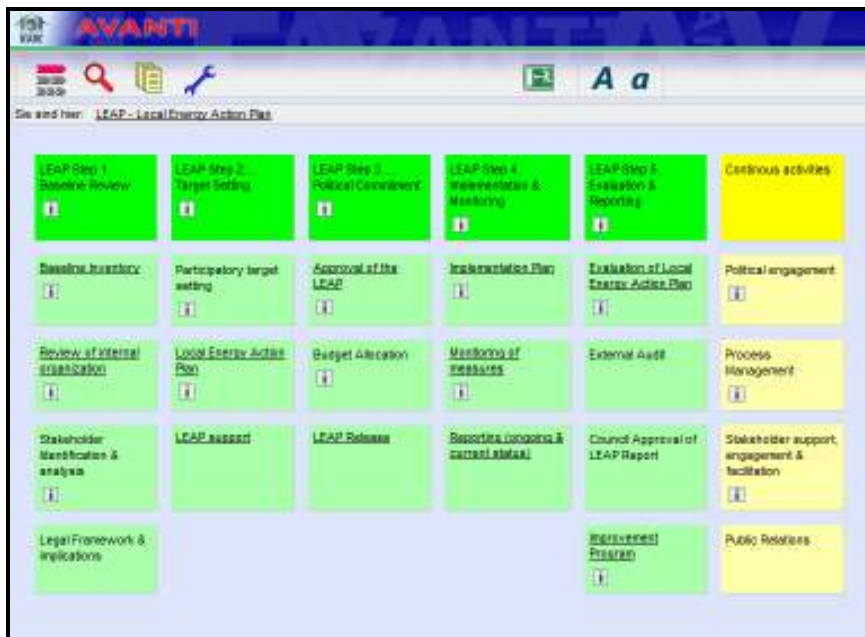 AVANTI
A a
Sie sind hier: LEAP - Local Energy Action Plan
LEAP Step 1
Baseline Review
LEAP Step 2...
Target Setting
LEAP Step 3...
Political Commitment
LEAP Step 4
Implementation &
Monitoring
LEAP Step 5
Evaluation &
Reporting
Continous activities
Baseline Inventory
Participatory target
setting
Approval of the
LEAP
Implementation Plan
Evaluation of Local
Energy Action Plan
Political engagement
Review of internal
organization
Local Energy Action
Plan
Budget Allocation
Monitoring of
measures
External Audit
Process
Management
Stakeholder
Identification &
analysis
LEAP support
LEAP Release
Reporting (ongoing &
current status)
Council Approval of
LEAP Report
Stakeholder support,
engagement &
facilitation
Legal Framework &
implications
Improvement
Program
Public Relations